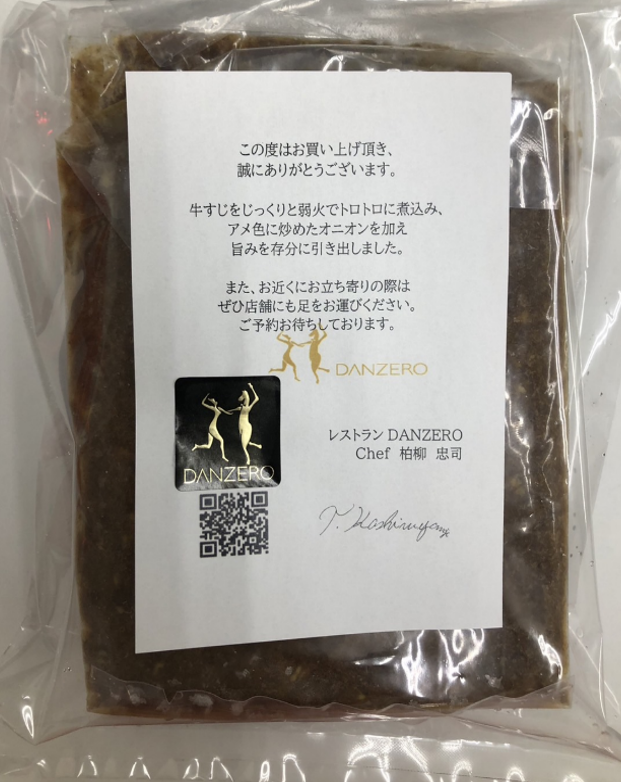 この度はお買い上げ頂き、
誠にありがとうございます。
牛すじをじっくりと弱火でトロトロに煮込み、
アメ色に炒めたオニオンを加え
旨みを存分に引き出しました。
また、お近くにお立ち寄りの際は
ぜひ店舗にも足をお運びください。
ご予約お待ちしております。
DANZERO
レストラン DANZERO
Chef 柏柳 忠司
DANZERO
T. Kashiwayanagi